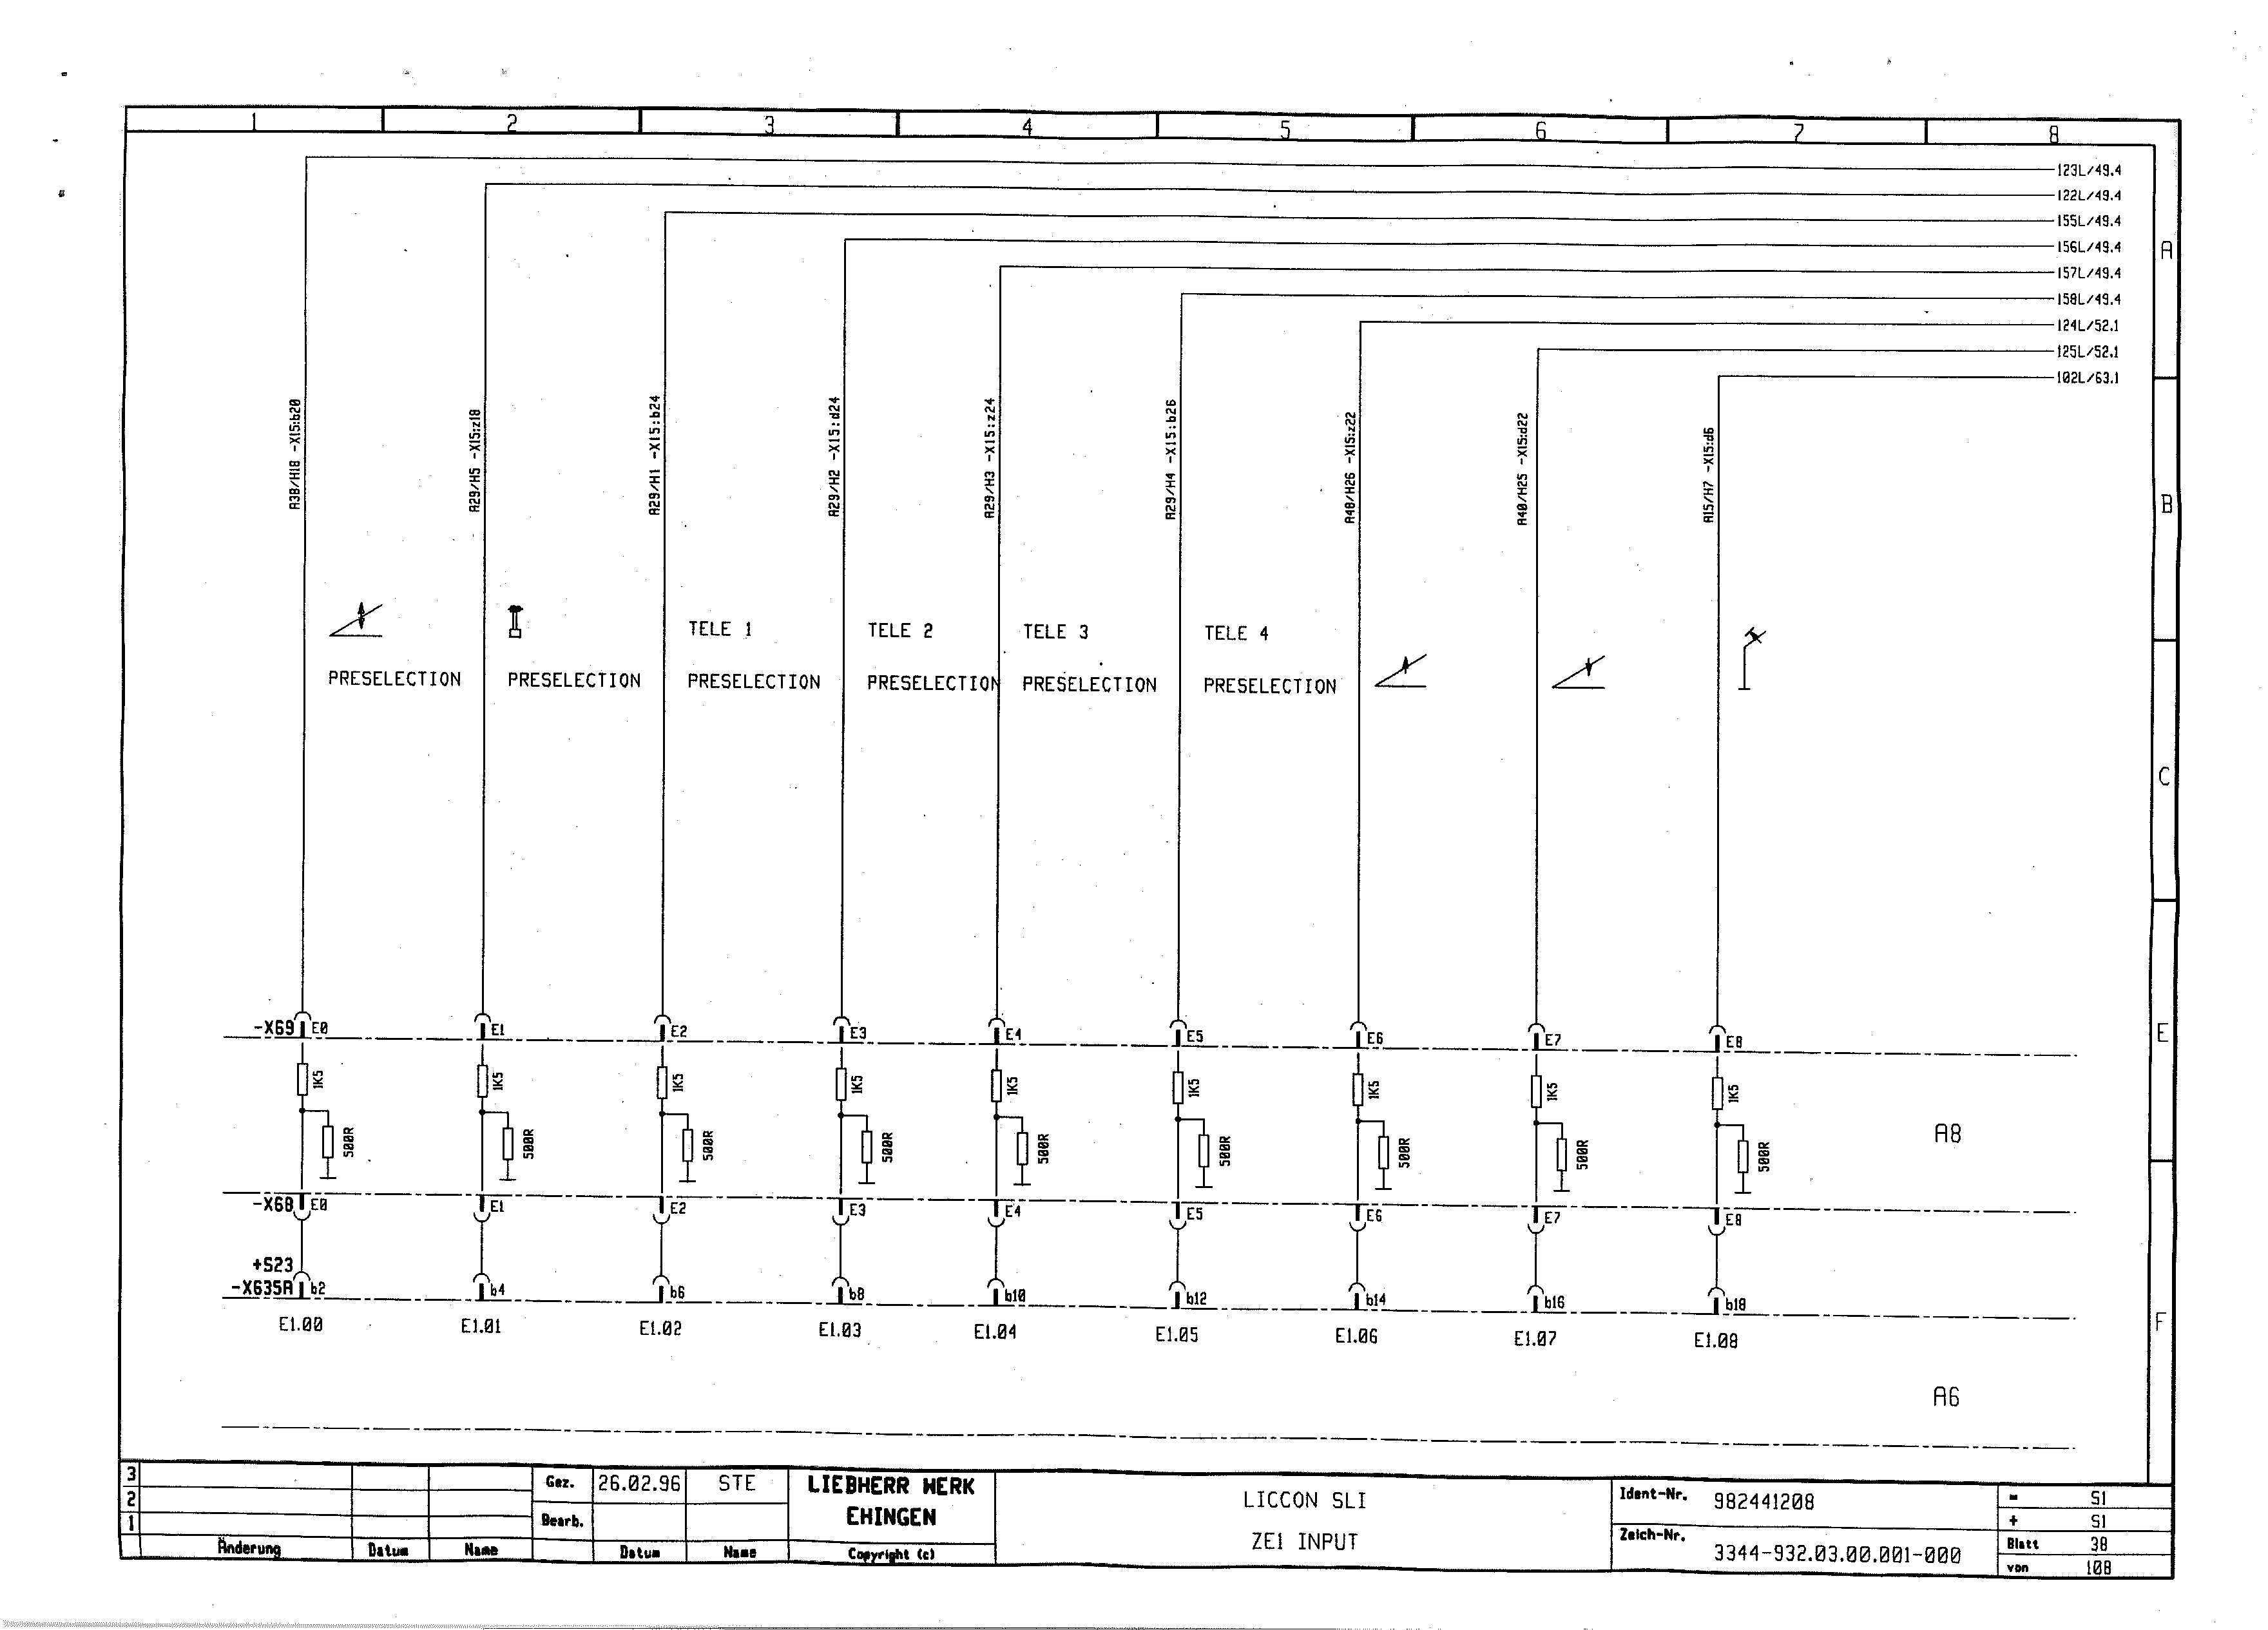 1 2 3 4 5 6 7 8
123L/49.4
122L/49.4
155L/49.4
156L/49.4
157L/49.4
158L/49.4
124L/52.1
125L/52.1
102L/63.1
A
B
C
E
F
A38/H18 -X15:b20
A29/H5 -X15:z18
A29/H1 -X15:b24
A29/H2 -X15:d24
A29/H3 -X15:z24
A29/H4 -X15:b26
A40/H26 -X15:z22
A40/H25 -X15:d22
A15/H7 -X15:d6
TELE 1 TELE 2 TELE 3 TELE 4
PRESELECTION PRESELECTION PRESELECTION PRESELECTION PRESELECTION PRESELECTION
-X69 E0 E1 E2 E3 E4 E5 E6 E7 E8
1K5 1K5 1K5 1K5 1K5 1K5 1K5 1K5 1K5
500R 500R 500R 500R 500R 500R 500R 500R 500R
A8
-X68 E0 E1 E2 E3 E4 E5 E6 E7 E8
+S23
-X635A b2 b4 b6 b8 b10 b12 b14 b16 b18
E1.00 E1.01 E1.02 E1.03 E1.04 E1.05 E1.06 E1.07 E1.08
A6
3
2
1
Änderung Datum Name
Gez. 26.02.96 STE
Bearb.
Datum Name
LIEBHERR WERK
EHINGEN
Copyright (c)
LICCON SLI
ZE1 INPUT
Ident-Nr. 982441208
Zeich-Nr. 3344-932.03.00.001-000
= S1
+ S1
Blatt 38
von 108